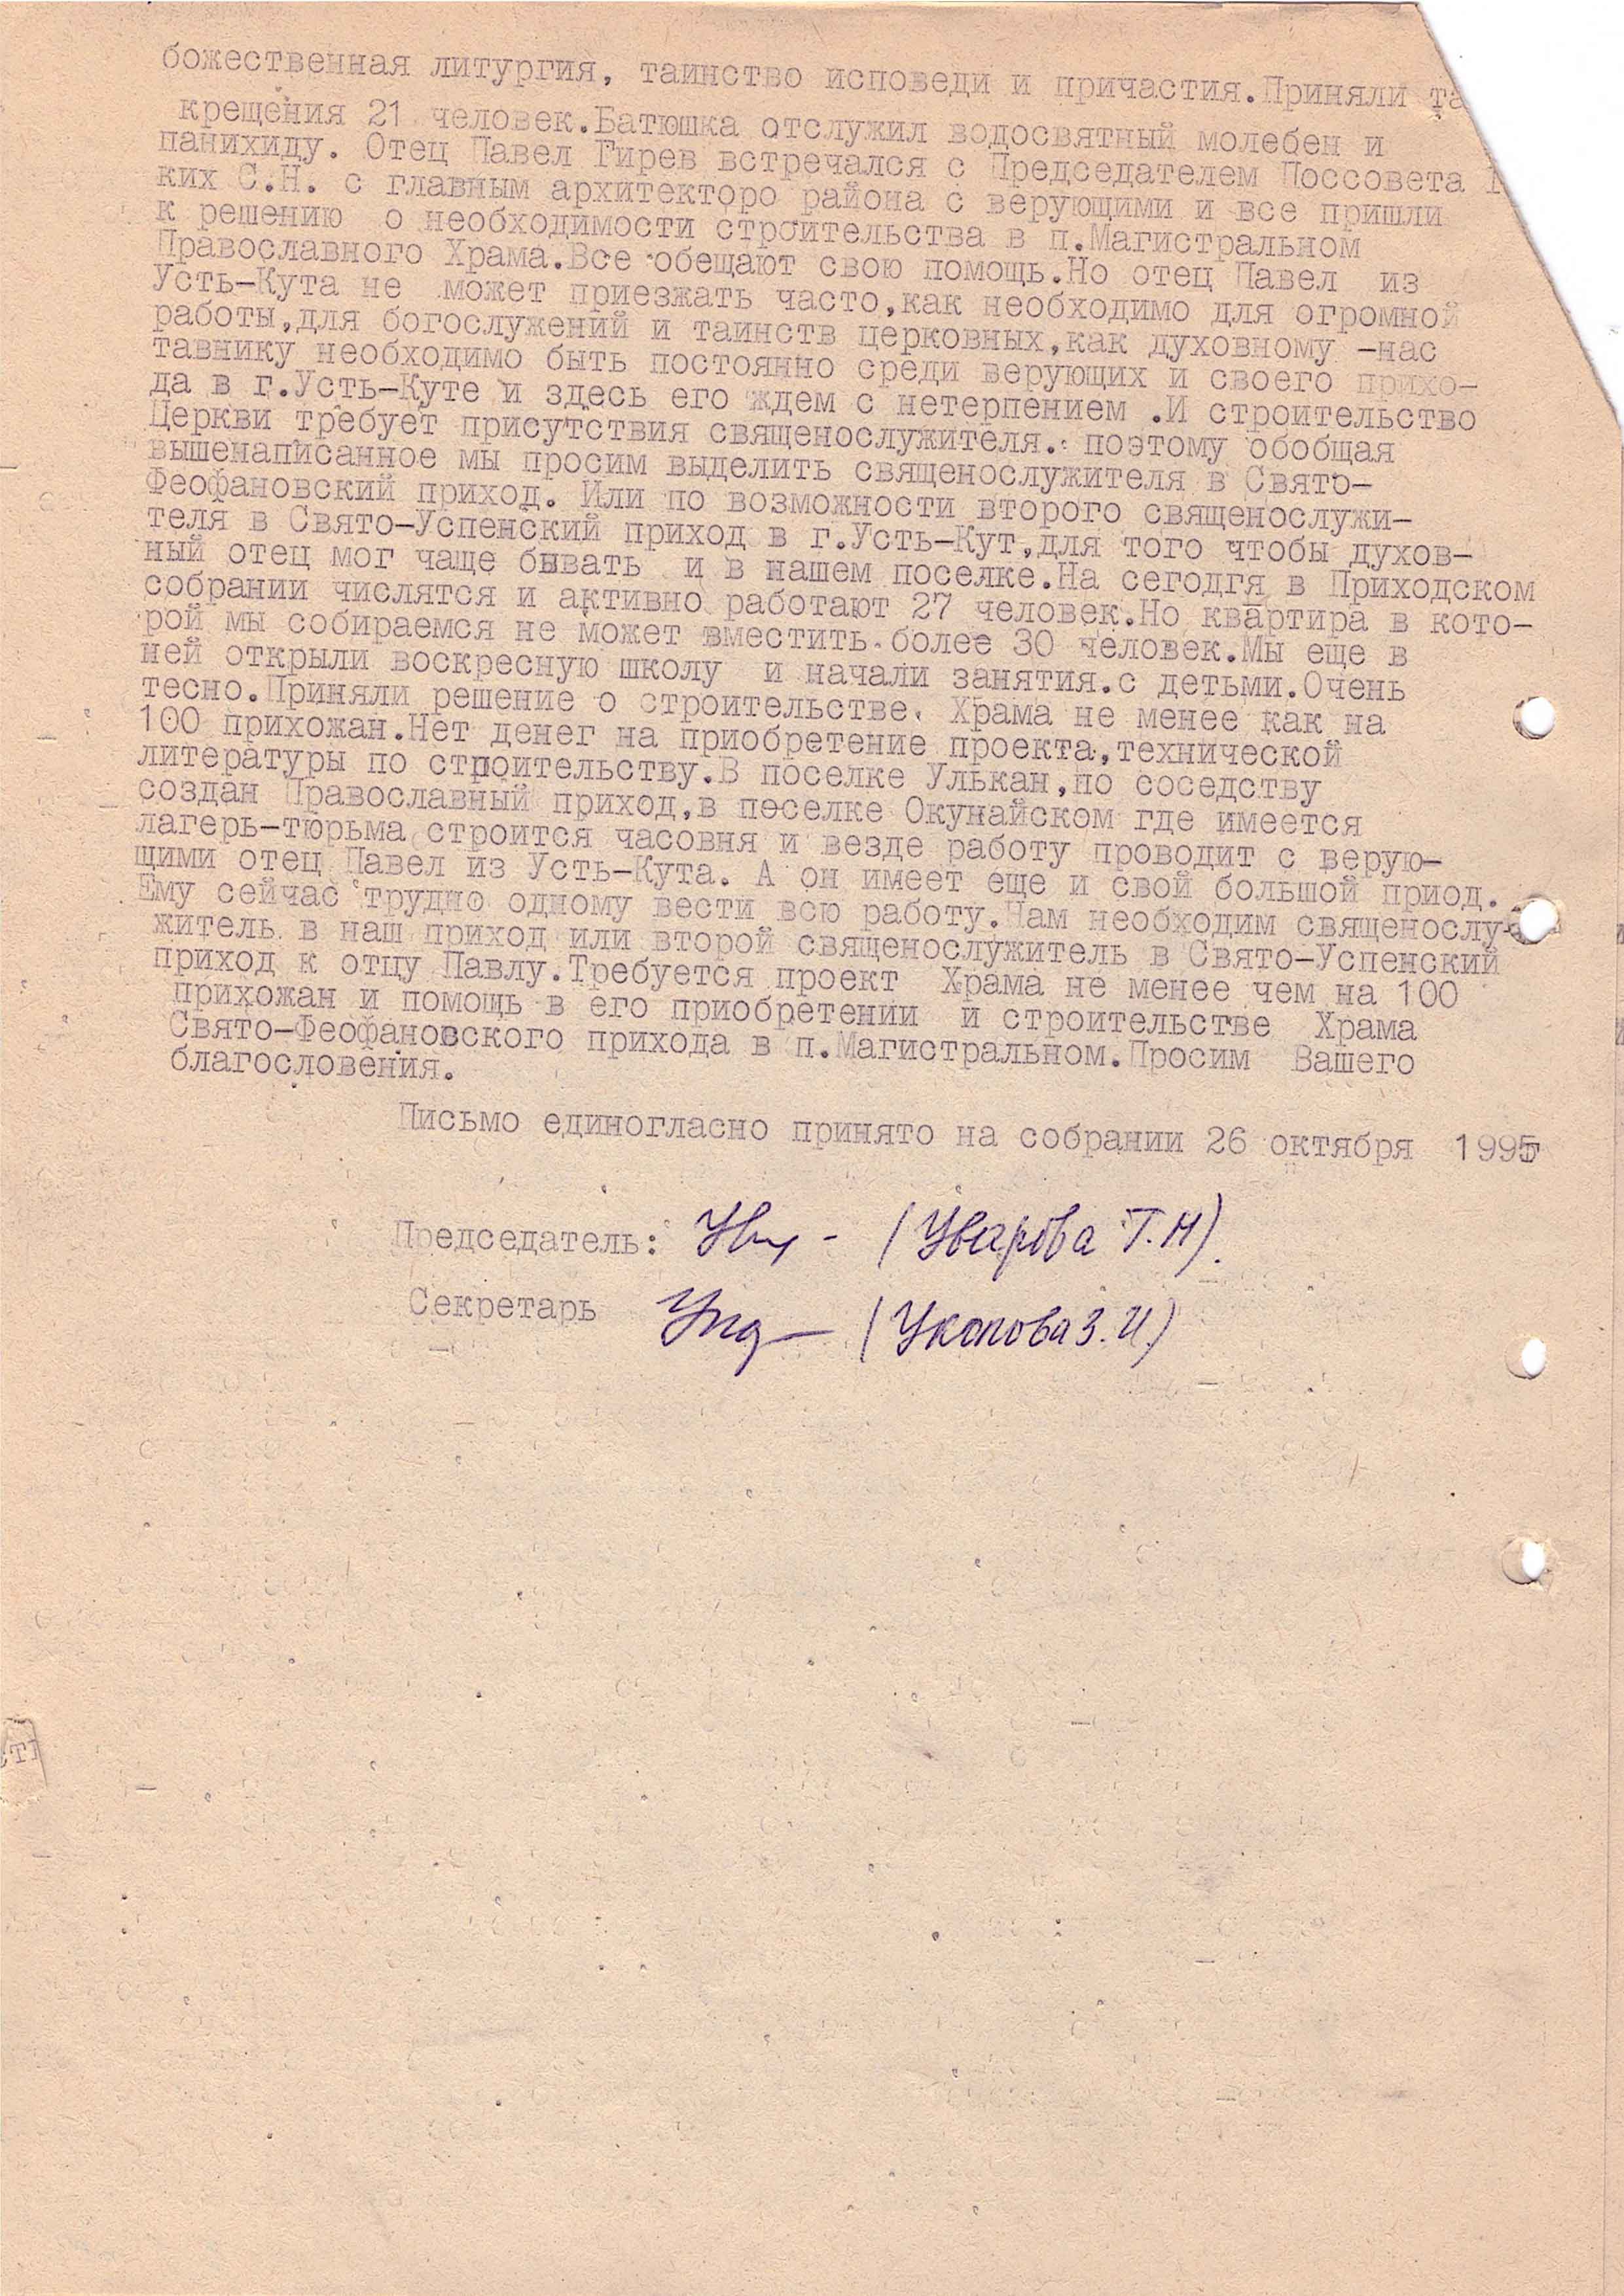 божественная литургия, таинство исповеди и причастия.Приняли та
крещения 21 человек.Батюшка отслужил водосвятный молебен и
панихиду. Отец Павел Гирев встречался с Председателем Поссовета
ких С.Н. с главным архитекторо района с верующими и все пришли
к решению о необходимости строительства в п.Магистральном
Православного Храма.Все обещают свою помощь.Но отец Павел из
Усть-Кута не может приезжать часто,как необходимо для огромной
работы,для богослужений и таинств церковных,как духовному -нас
тавнику необходимо быть постоянно среди верующих и своего прихо-
да в г.Усть-Куте и здесь его ждем с нетерпением .И строительство
Церкви требует присутствия священослужителя. поэтому обобщая
вышенаписанное мы просим выделить священослужителя в Свято-
Феофановский приход. Или по возможности второго священослужи-
теля в Свято-Успенский приход в г.Усть-Кут,для того чтобы духов-
ный отец мог чаще бывать и в нашем поселке.На сегодгя в Приходском
собрании числятся и активно работают 27 человек.Но квартира в кото-
рой мы собираемся не может вместить более 30 человек.Мы еще в
ней открыли воскресную школу и начали занятия.с детьми.Очень
тесно.Приняли решение о строительстве. Храма не менее как на
100 прихожан.Нет денег на приобретение проекта,технической
литературы по строительству.В поселке Улькан,по соседству
создан Православный приход,в поселке Окунайском где имеется
лагерь-тюрьма строится часовня и везде работу проводит с верую-
щими отец Павел из Усть-Кута. А он имеет еще и свой большой приод.
Ему сейчас трудно одному вести всю работу.Нам необходим священослу-
житель в наш приход или второй священослужитель в Свято-Успенский
приход к отцу Павлу.Требуется проект Храма не менее чем на 100
прихожан и помощь в его приобретении и строительстве Храма
Свято-Феофановского прихода в п.Магистральном.Просим Вашего
благословения.
Письмо единогласно принято на собрании 26 октября 1995г
Председатель: (Уварова Т.Н).
Секретарь (Укопова З.И.)